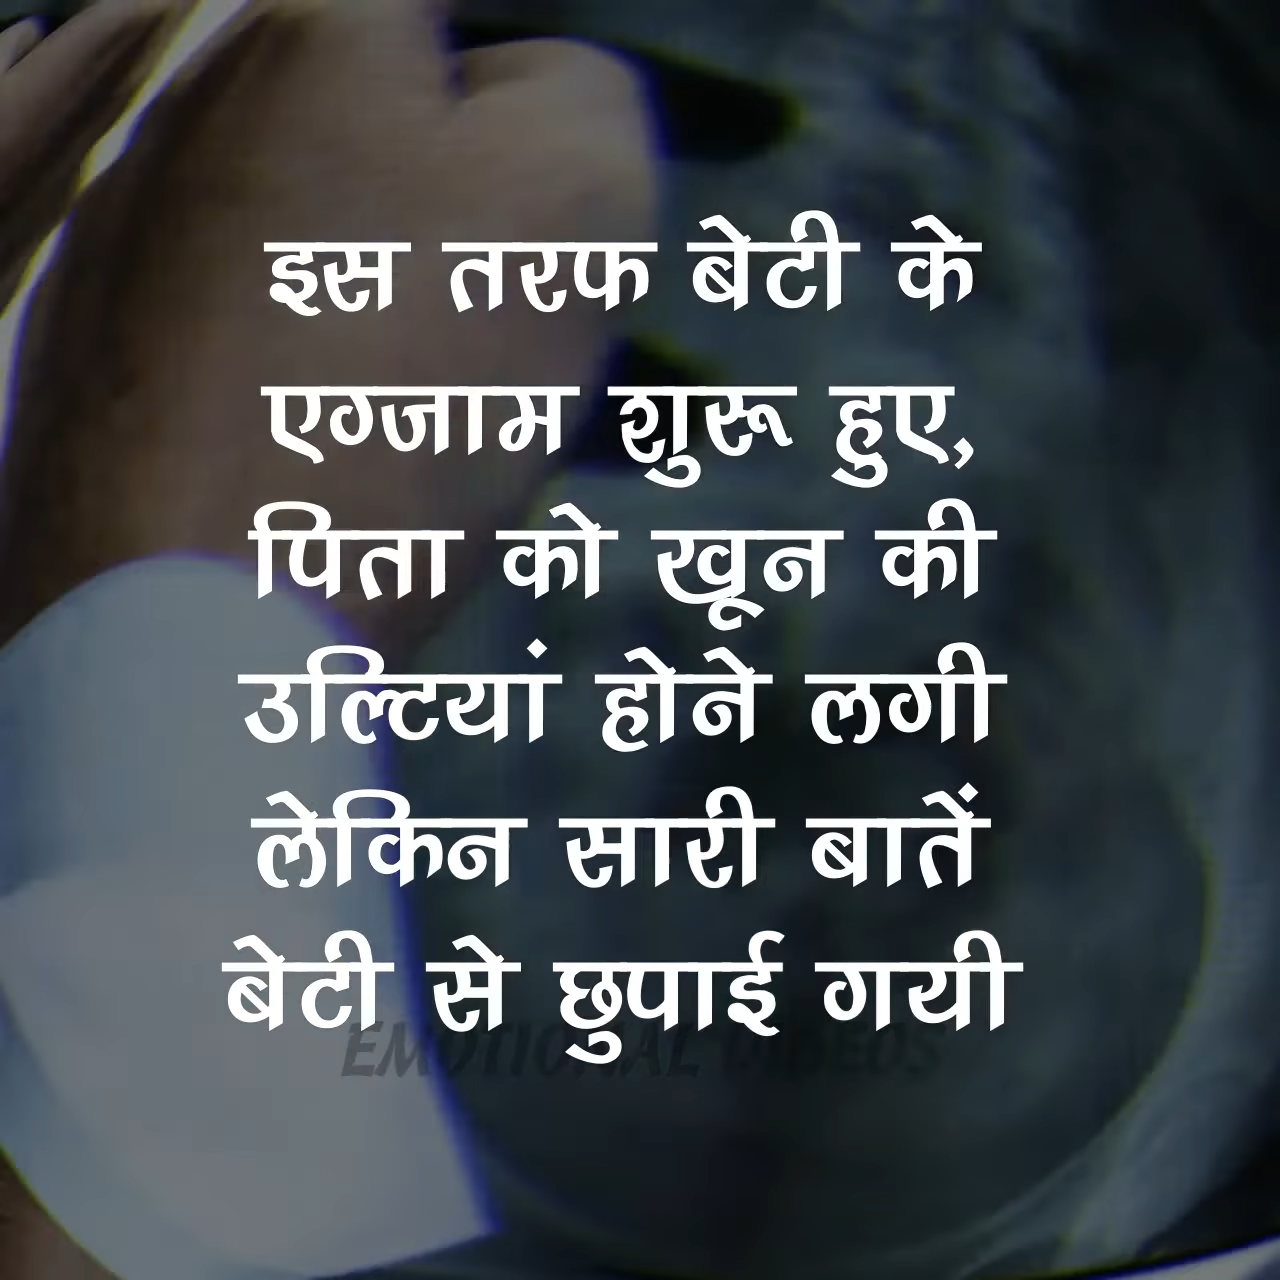 इस तरफ बेटी के
एग्जाम शुरू हुए,
पिता को खून की
उल्टियां होने लगी
लेकिन सारी बातें
बेटी से छुपाई गयी
EMOTIONAL VIDEOS